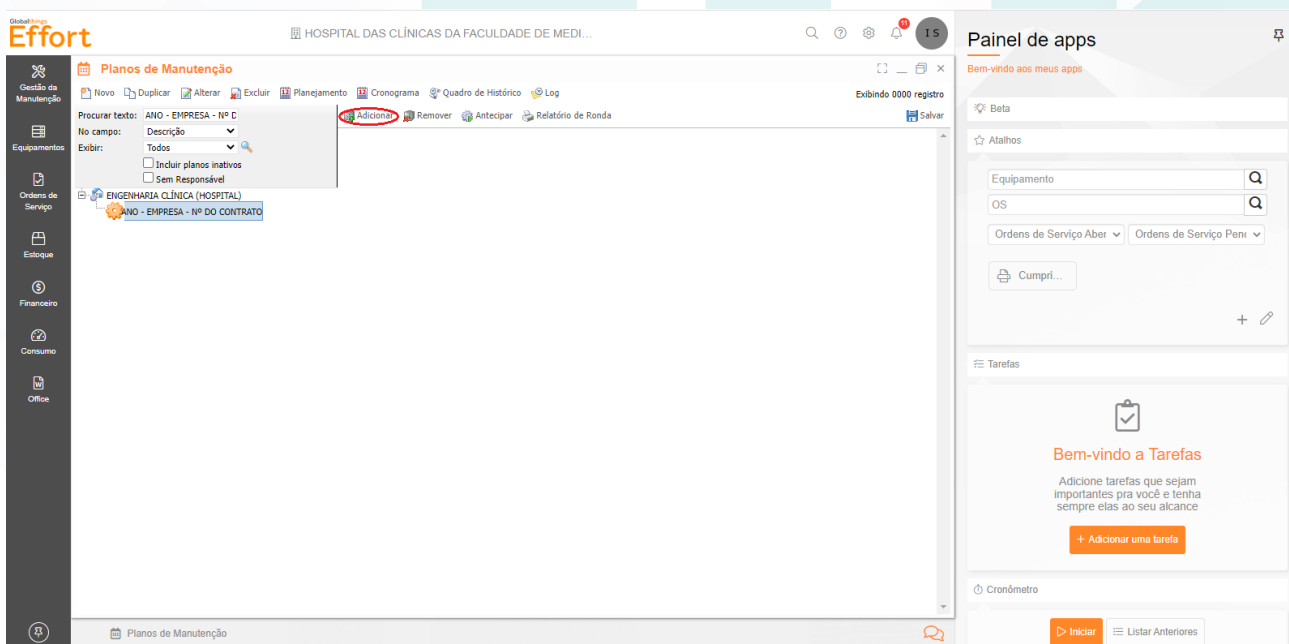 Globalthings
Effort
HOSPITAL DAS CLÍNICAS DA FACULDADE DE MEDI...
11
I S
Gestão da
Manutenção
Equipamentos
Ordens de
Serviço
Estoque
Financeiro
Consumo
Office
Planos de Manutenção
Novo Duplicar Alterar Excluir 12 Planejamento 12 Cronograma Quadro de Histórico Log
Exibindo 0000 registro
Procurar texto: ANO - EMPRESA - Nº D
Adicionar Remover Antecipar Relatório de Ronda
Salvar
No campo: Descrição
Exibir: Todos
Incluir planos inativos
Sem Responsável
ENGENHARIA CLÍNICA (HOSPITAL)
ANO - EMPRESA - Nº DO CONTRATO
Planos de Manutenção
Painel de apps
Bem-vindo aos meus apps
Beta
Atalhos
Equipamento
OS
Ordens de Serviço Aber
Ordens de Serviço Pend
Cumpri...
Tarefas
Bem-vindo a Tarefas
Adicione tarefas que sejam
importantes pra você e tenha
sempre elas ao seu alcance
+ Adicionar uma tarefa
Cronômetro
Iniciar
Listar Anteriores